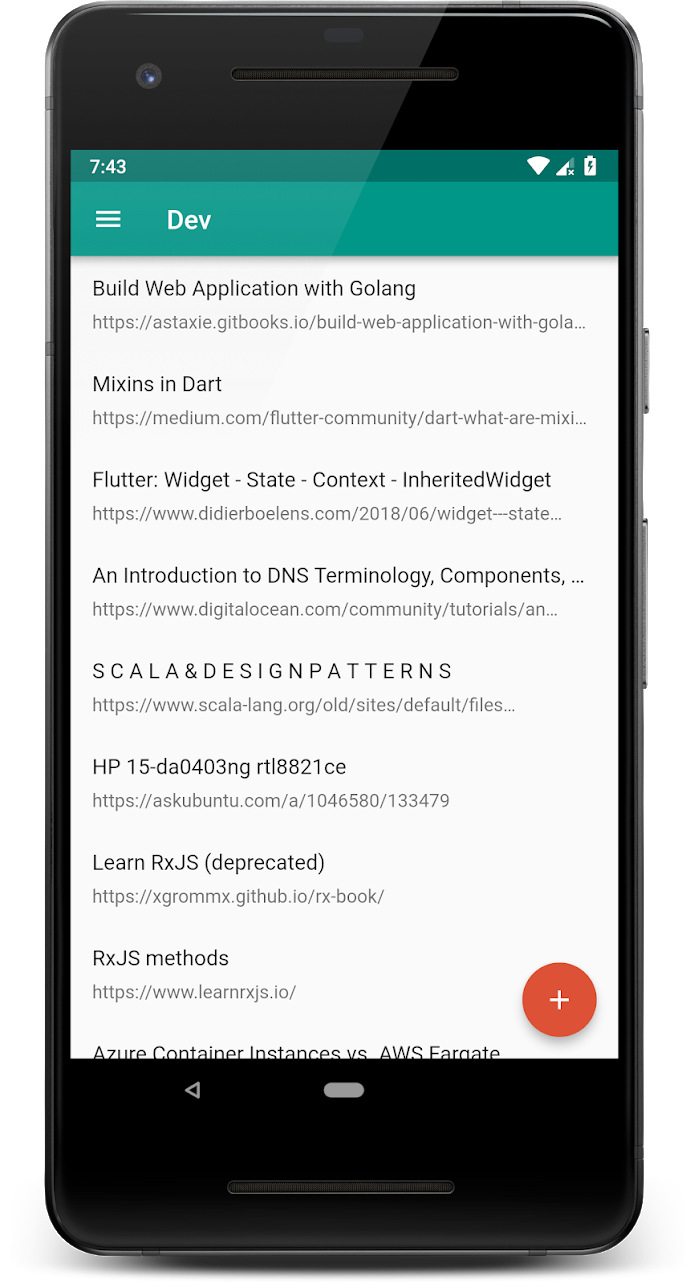 7:43
Dev
Build Web Application with Golang
https://astaxie.gitbooks.io/build-web-application-with-gola…
Mixins in Dart
https://medium.com/flutter-community/dart-what-are-mixi…
Flutter: Widget - State - Context - InheritedWidget
https://www.didierboelens.com/2018/06/widget---state…
An Introduction to DNS Terminology, Components, …
https://www.digitalocean.com/community/tutorials/an…
S C A L A & D E S I G N P A T T E R N S
https://www.scala-lang.org/old/sites/default/files…
HP 15-da0403ng rtl8821ce
https://askubuntu.com/a/1046580/133479
Learn RxJS (deprecated)
https://xgrommx.github.io/rx-book/
RxJS methods
https://www.learnrxjs.io/
Azure Container Instances vs. AWS Fargate